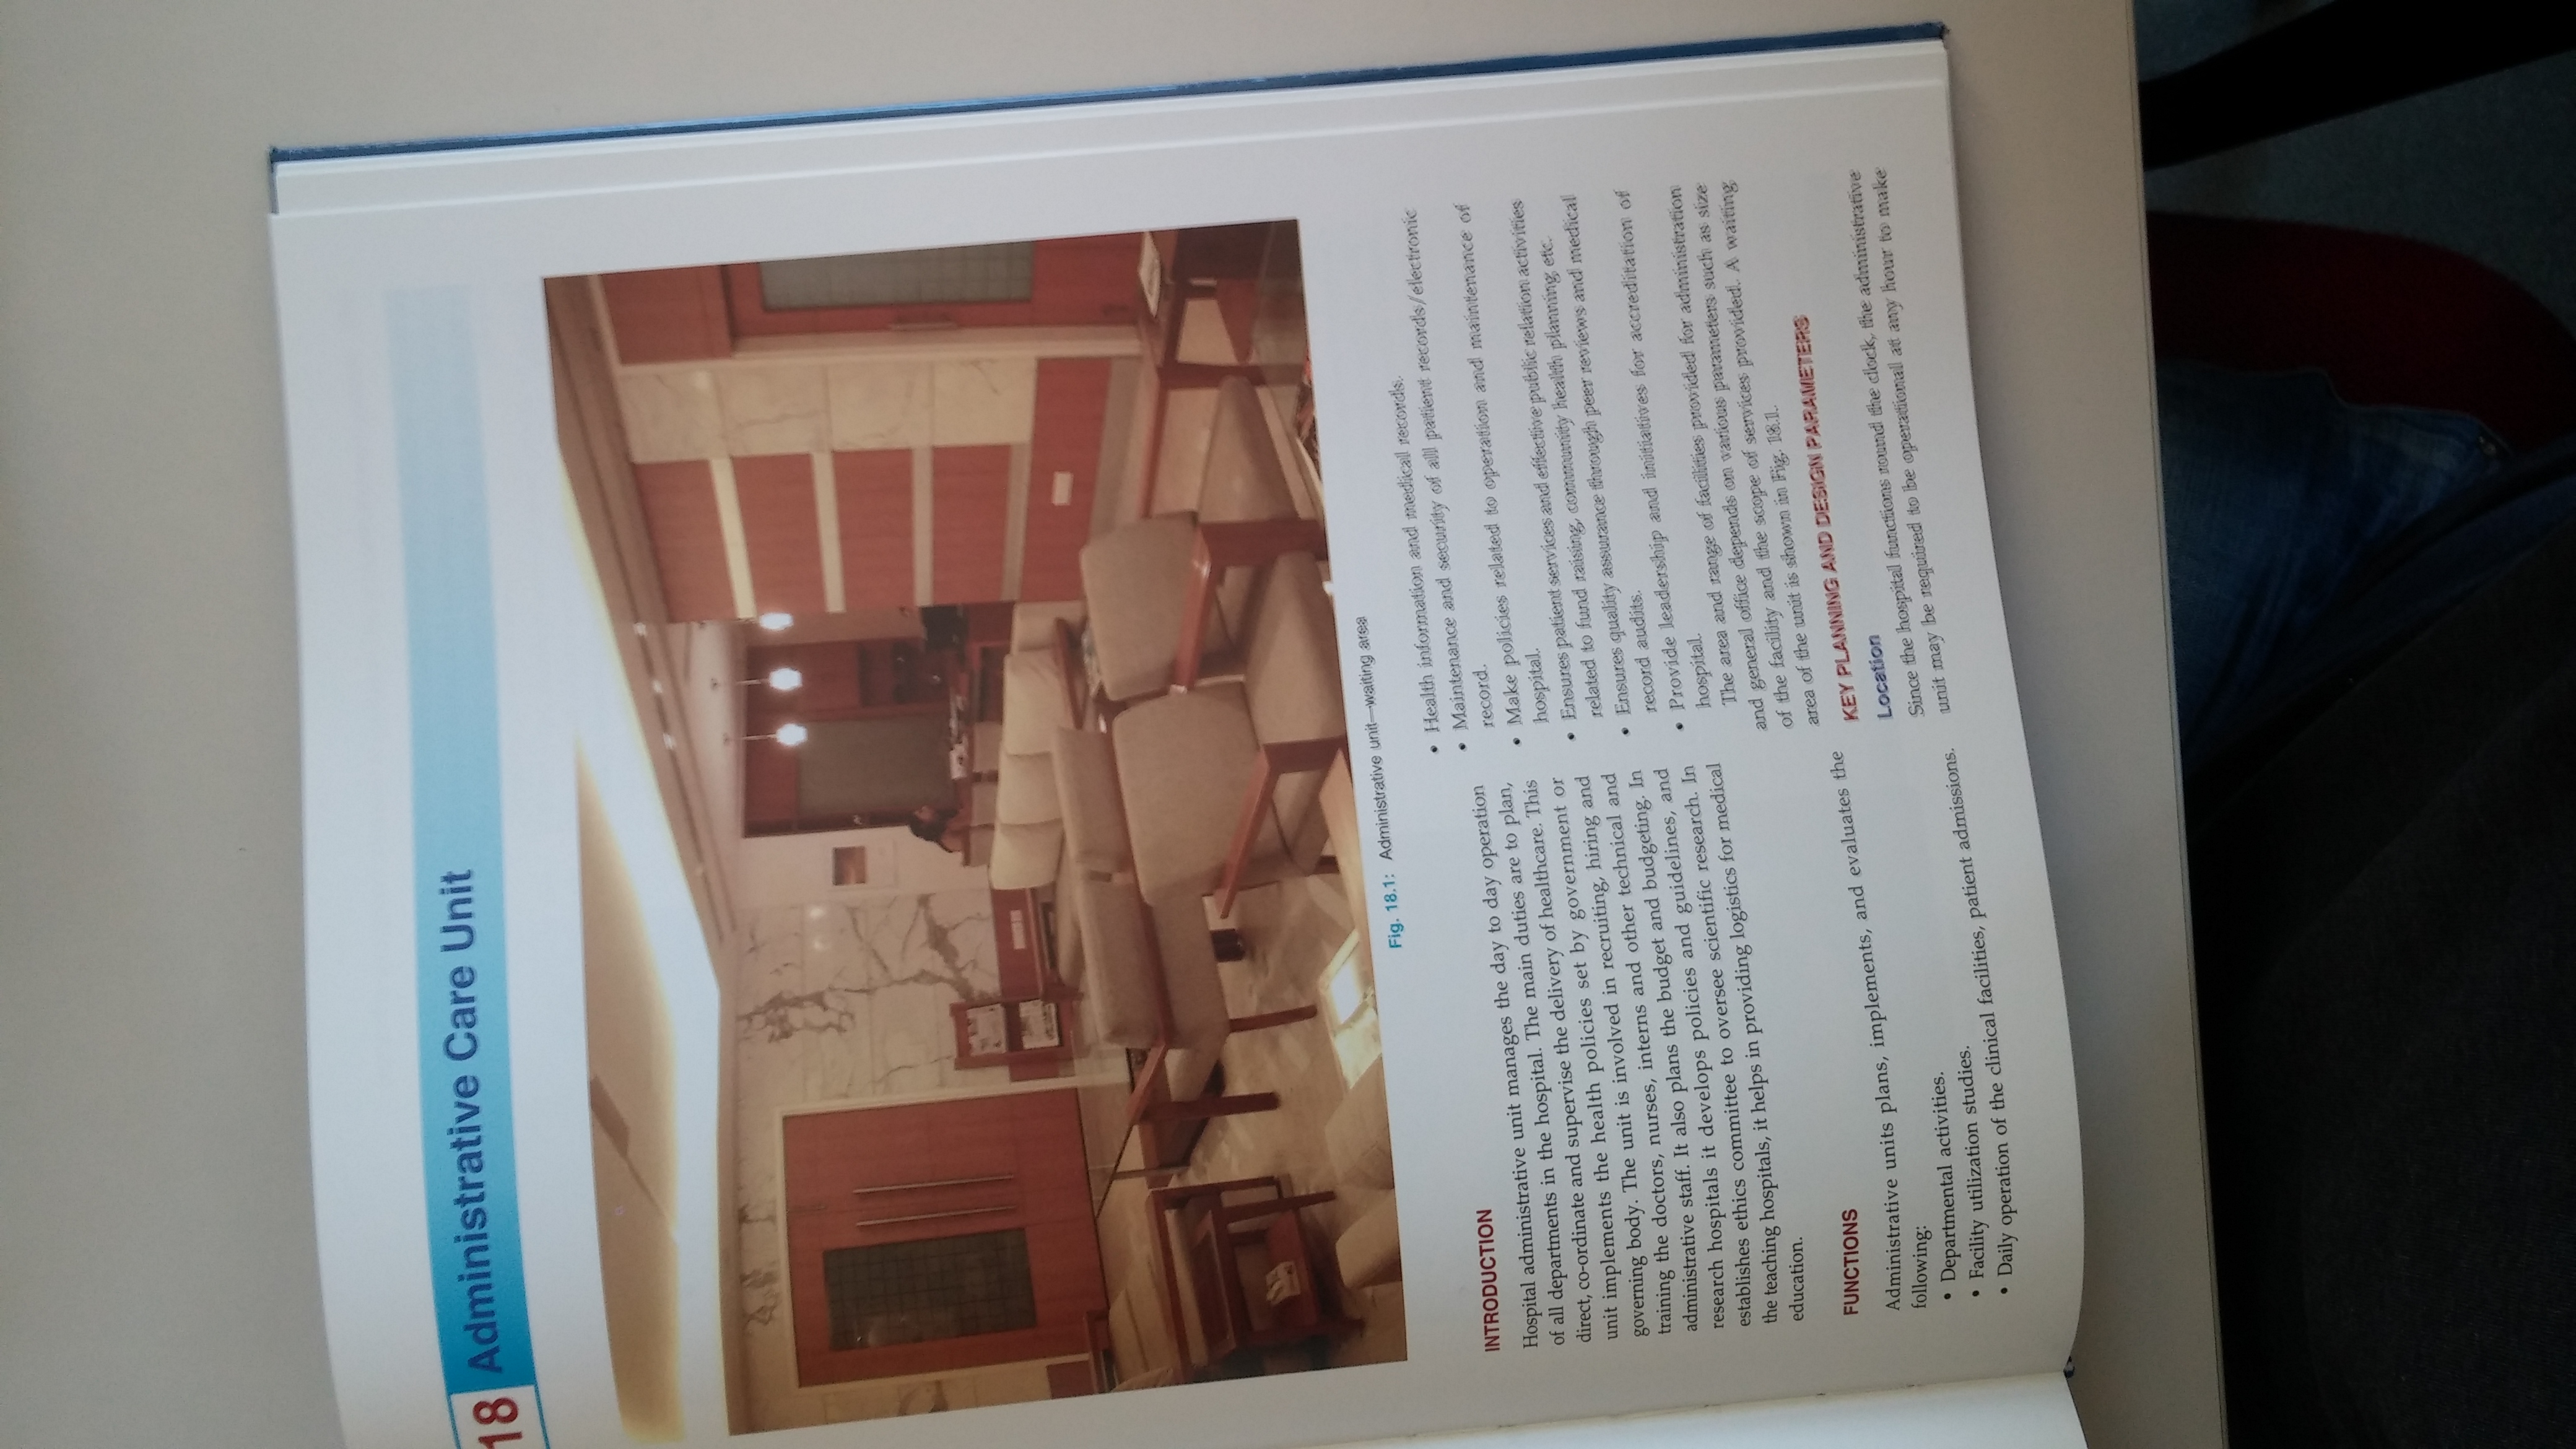 18 Administrative Care Unit
Fig. 18.1: Administrative unit—waiting area
INTRODUCTION
Hospital administrative unit manages the day to day operation
of all departments in the hospital. The main duties are to plan,
direct, co-ordinate and supervise the delivery of healthcare. This
unit implements the health policies set by government or
governing body. The unit is involved in recruiting, hiring and
training the doctors, nurses, interns and other technical and
administrative staff. It also plans the budget and budgeting. In
research hospitals it develops policies and guidelines, and
establishes ethics committee to oversee scientific research. In
the teaching hospitals, it helps in providing logistics for medical
education.
FUNCTIONS
Administrative units plans, implements, and evaluates the
following:
• Departmental activities.
• Facility utilization studies.
• Daily operation of the clinical facilities, patient admissions.
• Health information and medical records.
• Maintenance and security of all patient records/electronic
record.
• Make policies related to operation and maintenance of
hospital.
• Ensures patient services and effective public relation activities
related to fund raising, community health planning etc.
• Ensures quality assurance through peer reviews and medical
record audits.
• Provide leadership and initiatives for accreditation of
hospital.
The area and range of facilities provided for administration
and general office depends on various parameters such as size
of the facility and the scope of services provided. A waiting
area of the unit is shown in Fig. 18.1.
KEY PLANNING AND DESIGN PARAMETERS
Location
Since the hospital functions round the clock, the administrative
unit may be required to be operational at any hour to make